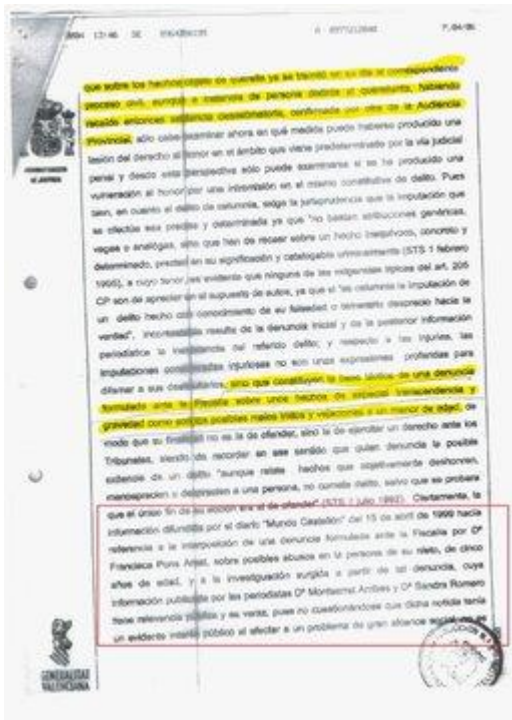 13:46 DE
P.04/06
que sobre los hechos objeto de querella ya se tramitó en su día el correspondiente
proceso civil, aunque a instancia de persona distinta al querellante, habiendo
recaído entonces sentencia desestimatoria, confirmada por otra de la Audiencia
Provincial, sólo cabe examinar ahora en qué medida puede haberse producido una
lesión del derecho al honor en el ámbito que viene predeterminado por la vía judicial
penal y desde esta perspectiva sólo puede examinarse si se ha producido una
vulneración al honor por una intromisión en el mismo constitutiva de delito. Pues
bien, en cuanto al delito de calumnia, exige la jurisprudencia que la imputación que
se efectúe sea precisa y determinada ya que "no bastan atribuciones genéricas,
vagas o analógas, sino que han de recaer sobre un hecho inequívoco, concreto y
determinado, preciso en su significación y catalogable criminalmente (STS 1 febrero
1995), a cuyo tenor es evidente que ninguna de las exigencias típicas del art. 205
CP son de apreciar en el supuesto de autos, ya que si "es calumnia la imputación de
un delito hecha con conocimiento de su falsedad o temerario desprecio hacia la
verdad", resulta de la denuncia inicial y de la posterior información
periodística la inexistencia del referido delito; y respecto a las injurias, las
imputaciones consideradas injuriosas no son unas expresiones proferidas para
difamar a sus destinatarios, sino que constituyen la base fáctica de una denuncia
formulada ante la Fiscalía sobre unos hechos de especial transcendencia y
gravedad como son los posibles malos tratos y vejaciones a un menor de edad, de
modo que su finalidad no es la de ofender, sino la de ejercitar un derecho ante los
Tribunales, siendo de recordar en ese sentido que quien denuncia la posible
existencia de un delito "aunque relate hechos que objetivamente deshonren,
menosprecien o desprestigien a una persona, no comete delito, salvo que se probara
que el único fin de su acción era el de ofender" (STS 1 julio 1992). Ciertamente, la
información difundida por el diario "Mundo Castellón" del 15 de abril de 1999 hacía
referencia a la interposición de una denuncia formulada ante la Fiscalía por Dª
Francisca Puns sobre posibles abusos en la persona de su nieto, de cinco
años de edad, y a la investigación surgida a partir de tal denuncia, cuya
información publicada por las periodistas Dª Montserrat Arribas y Dª Sandra Romero
tiene relevancia pública y es veraz, pues no cuestionándose que dicha noticia tenía
un evidente interés público al afectar a un problema de gran alcance social
GENERALITAT
VALENCIANA